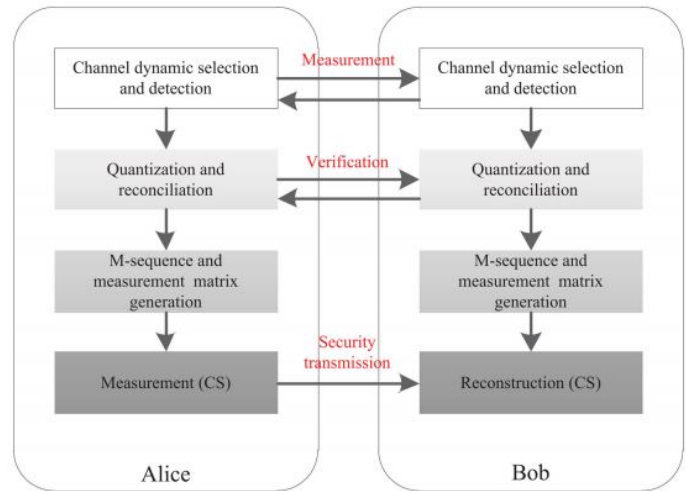 Channel dynamic selection
and detection
Measurement
Channel dynamic selection
and detection
Quantization and
reconciliation
Verification
Quantization and
reconciliation
M-sequence and
measurement matrix
generation
M-sequence and
measurement matrix
generation
Measurement (CS)
Security
transmission
Reconstruction (CS)
Alice
Bob